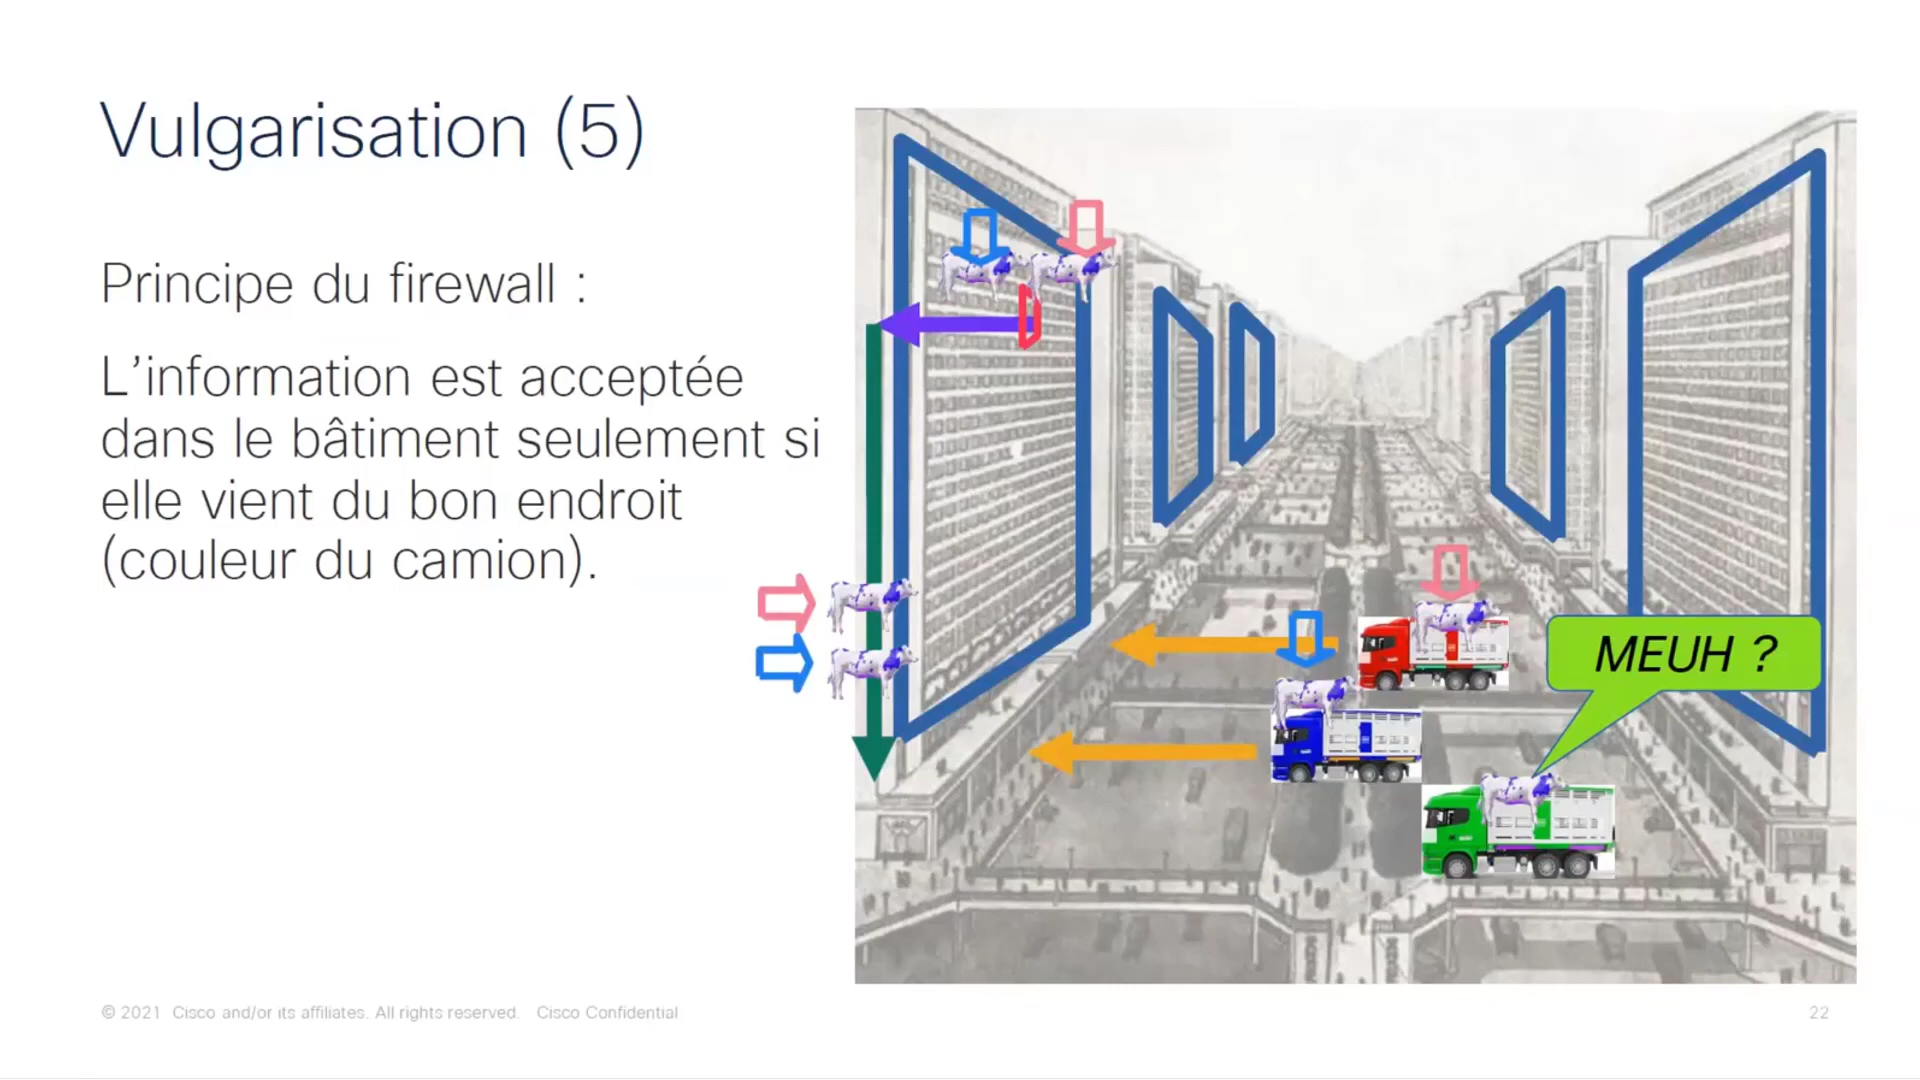 Vulgarisation (5)
Principe du firewall :
L’information est acceptée
dans le bâtiment seulement si
elle vient du bon endroit
(couleur du camion).
MEUH ?
© 2021 Cisco and/or its affiliates. All rights reserved. Cisco Confidential
22